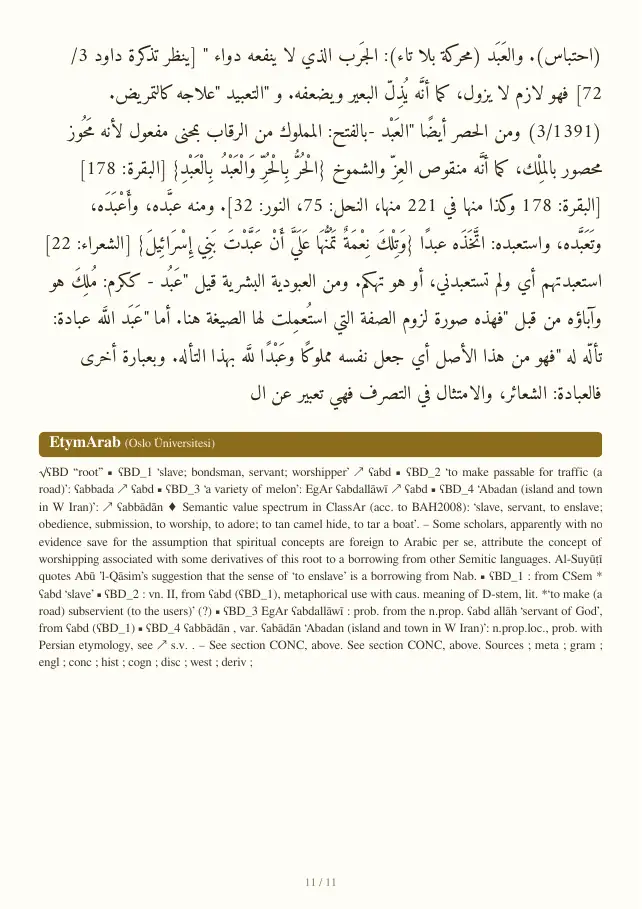 (احتباس). والعَبَد (محركة بلا تاء): الجَرب الذي لا ينفعه دواء " [ينظر تذكرة داود 3/
72] فهو لازم لا يزول، كما أنَّه يُذِلّ البعير ويضعفه. و "التعبيد "علاجه كالتمريض.
(3/1391) ومن الحصر أيضًا "العَبْد -بالفتح: المملوك من الرقاب بمحنى مفعول لأنه مَحُوز
محصور بالمِلْك، كما أنَّه منقوص العِزّ والشموخ {الْحُرُّ بِالْحُرِّ وَالْعَبْدُ بِالْعَبْدِ} [البقرة: 178]
[البقرة: 178 وكذا منها في 221 منها، النحل: 75، النور: 32]. ومنه عبَّده، وأَعْبَدَه،
وتَعَبَّده، واستعبده: اتَّخَذَه عبدًا {وَتِلْكَ نِعْمَةٌ تَمُنُّهَا عَلَيَّ أَنْ عَبَّدْتَ بَنِي إِسْرَائِيلَ} [الشعراء: 22]
استعبدتهم أي ولم تستعبدني، أو هو تهكم. ومن العبودية البشرية قيل "عَبُد - ككرم: مُلِكَ هو
وآباؤه من قبل "فهذه صورة لزوم الصفة التي استُعمِلت لها الصيغة هنا. أما "عَبَد الله عبادة:
تألّه له "فهو من هذا الأصل أي جعل نفسه مملوكًا وعَبْدًا لله بهذا التأله. وبعبارة أخرى
فالعبادة: الشعائر، والامتثال في التصرف فهي تعبير عن ال
EtymArab (Oslo Üniversitesi)
√ʕBD “root” ▪ ʕBD_1 ‘slave; bondsman, servant; worshipper’ ↗ ʕabd ▪ ʕBD_2 ‘to make passable for traffic (a
road)’: ʕabbada ↗ ʕabd ▪ ʕBD_3 ‘a variety of melon’: EgAr ʕabdallāwī ↗ ʕabd ▪ ʕBD_4 ‘Abadan (island and town
in W Iran)’: ↗ ʕabbādān ♦ Semantic value spectrum in ClassAr (acc. to BAH2008): ‘slave, servant, to enslave;
obedience, submission, to worship, to adore; to tan camel hide, to tar a boat’. – Some scholars, apparently with no
evidence save for the assumption that spiritual concepts are foreign to Arabic per se, attribute the concept of
worshipping associated with some derivatives of this root to a borrowing from other Semitic languages. Al-Suyūṭī
quotes Abū 'l-Qāsim’s suggestion that the sense of ‘to enslave’ is a borrowing from Nab. ▪ ʕBD_1 : from CSem *
ʕabd ‘slave’ ▪ ʕBD_2 : vn. II, from ʕabd (ʕBD_1), metaphorical use with caus. meaning of D-stem, lit. *‘to make (a
road) subservient (to the users)’ (?) ▪ ʕBD_3 EgAr ʕabdallāwī : prob. from the n.prop. ʕabd allāh ‘servant of God’,
from ʕabd (ʕBD_1) ▪ ʕBD_4 ʕabbādān , var. ʕabādān ‘Abadan (island and town in W Iran)’: n.prop.loc., prob. with
Persian etymology, see ↗ s.v. . – See section CONC, above. See section CONC, above. Sources ; meta ; gram ;
engl ; conc ; hist ; cogn ; disc ; west ; deriv ;
11 / 11